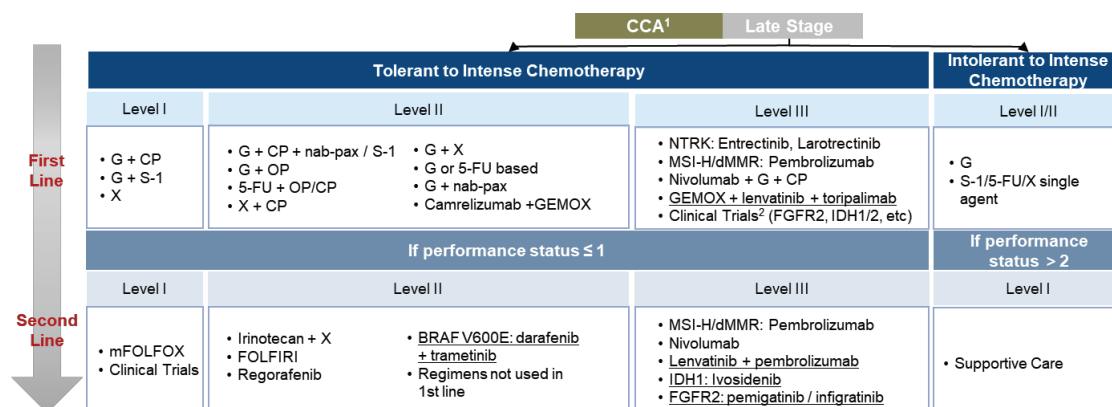 CCA1
Late Stage
Tolerant to Intense Chemotherapy
Intolerant to Intense
Chemotherapy
Level I
Level II
Level III
Level I/II
First
Line
• G + CP
• G + S-1
• X
• G + CP + nab-pax / S-1
• G + OP
• 5-FU + OP/CP
• X + CP
• G + X
• G or 5-FU based
• G + nab-pax
• Camrelizumab +GEMOX
• NTRK: Entrectinib, Larotrectinib
• MSI-H/dMMR: Pembrolizumab
• Nivolumab + G + CP
• GEMOX + lenvatinib + toripalimab
• Clinical Trials2 (FGFR2, IDH1/2, etc)
• G
• S-1/5-FU/X single
agent
If performance status ≤ 1
If performance
status > 2
Level I
Level II
Level III
Level I
Second
Line
• mFOLFOX
• Clinical Trials
• Irinotecan + X
• FOLFIRI
• Regorafenib
• BRAF V600E: darafenib
+ trametinib
• Regimens not used in
1st line
• MSI-H/dMMR: Pembrolizumab
• Nivolumab
• Lenvatinib + pembrolizumab
• IDH1: Ivosidenib
• FGFR2: pemigatinib / infigratinib
• Supportive Care